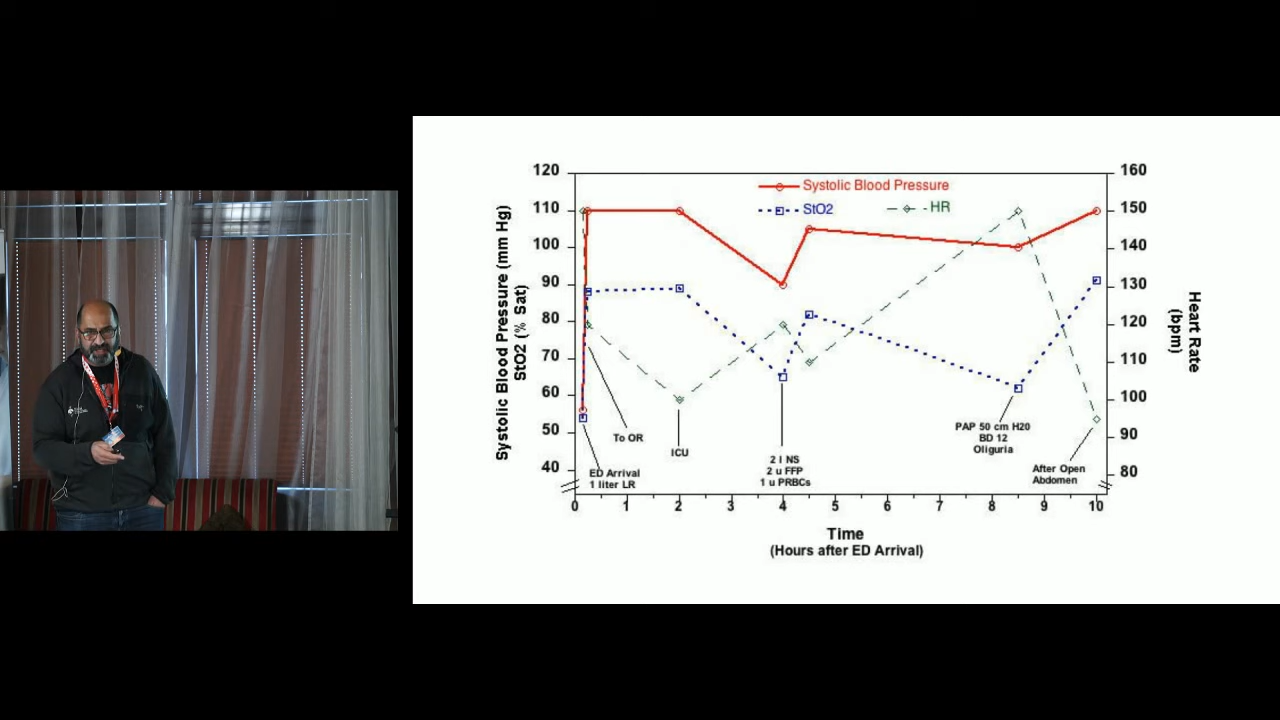 120
110
100
90
80
70
60
50
40
Systolic Blood Pressure (mm Hg)
StO2 (% Sat)
Systolic Blood Pressure
StO2
HR
160
150
140
130
120
110
100
90
80
Heart Rate
(bpm)
To OR
ED Arrival
1 liter LR
ICU
2 l NS
2 u FFP
1 u PRBCs
PAP 50 cm H20
BD 12
Oliguria
After Open
Abdomen
0 1 2 3 4 5 6 7 8 9 10
Time
(Hours after ED Arrival)